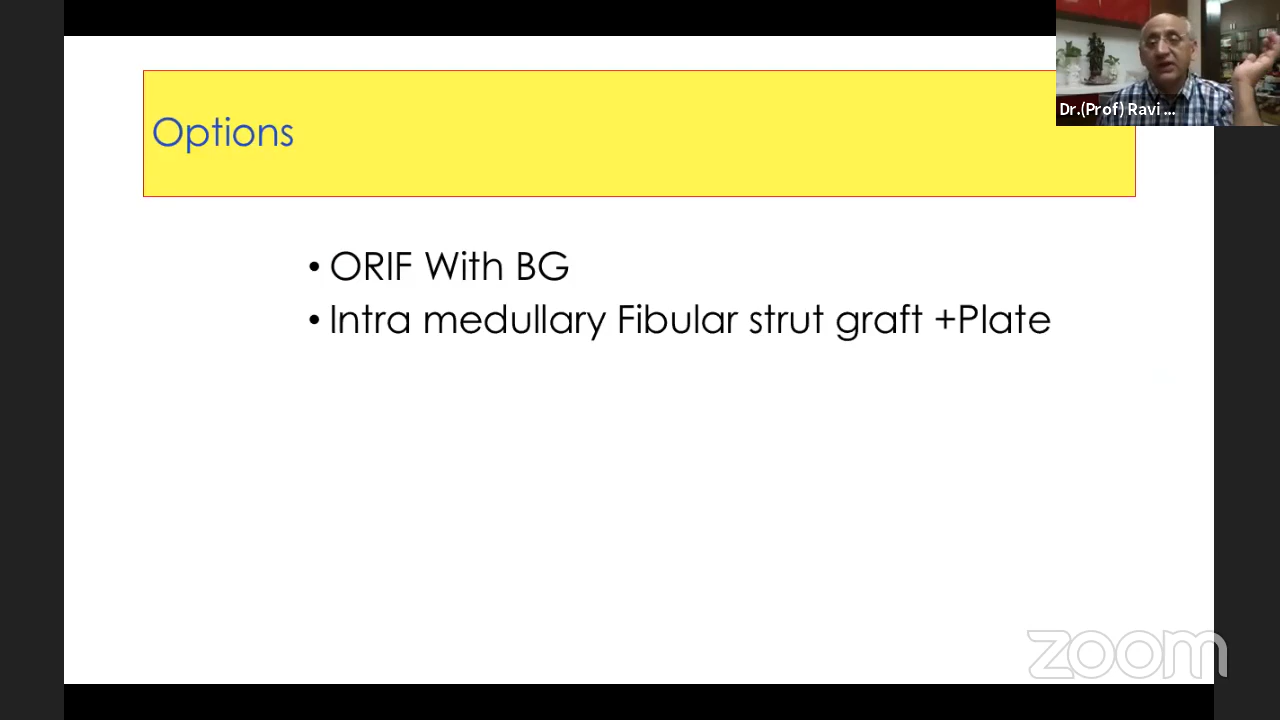 Options
Dr.(Prof) Ravi ...
• ORIF With BG
• Intra medullary Fibular strut graft +Plate
zoom